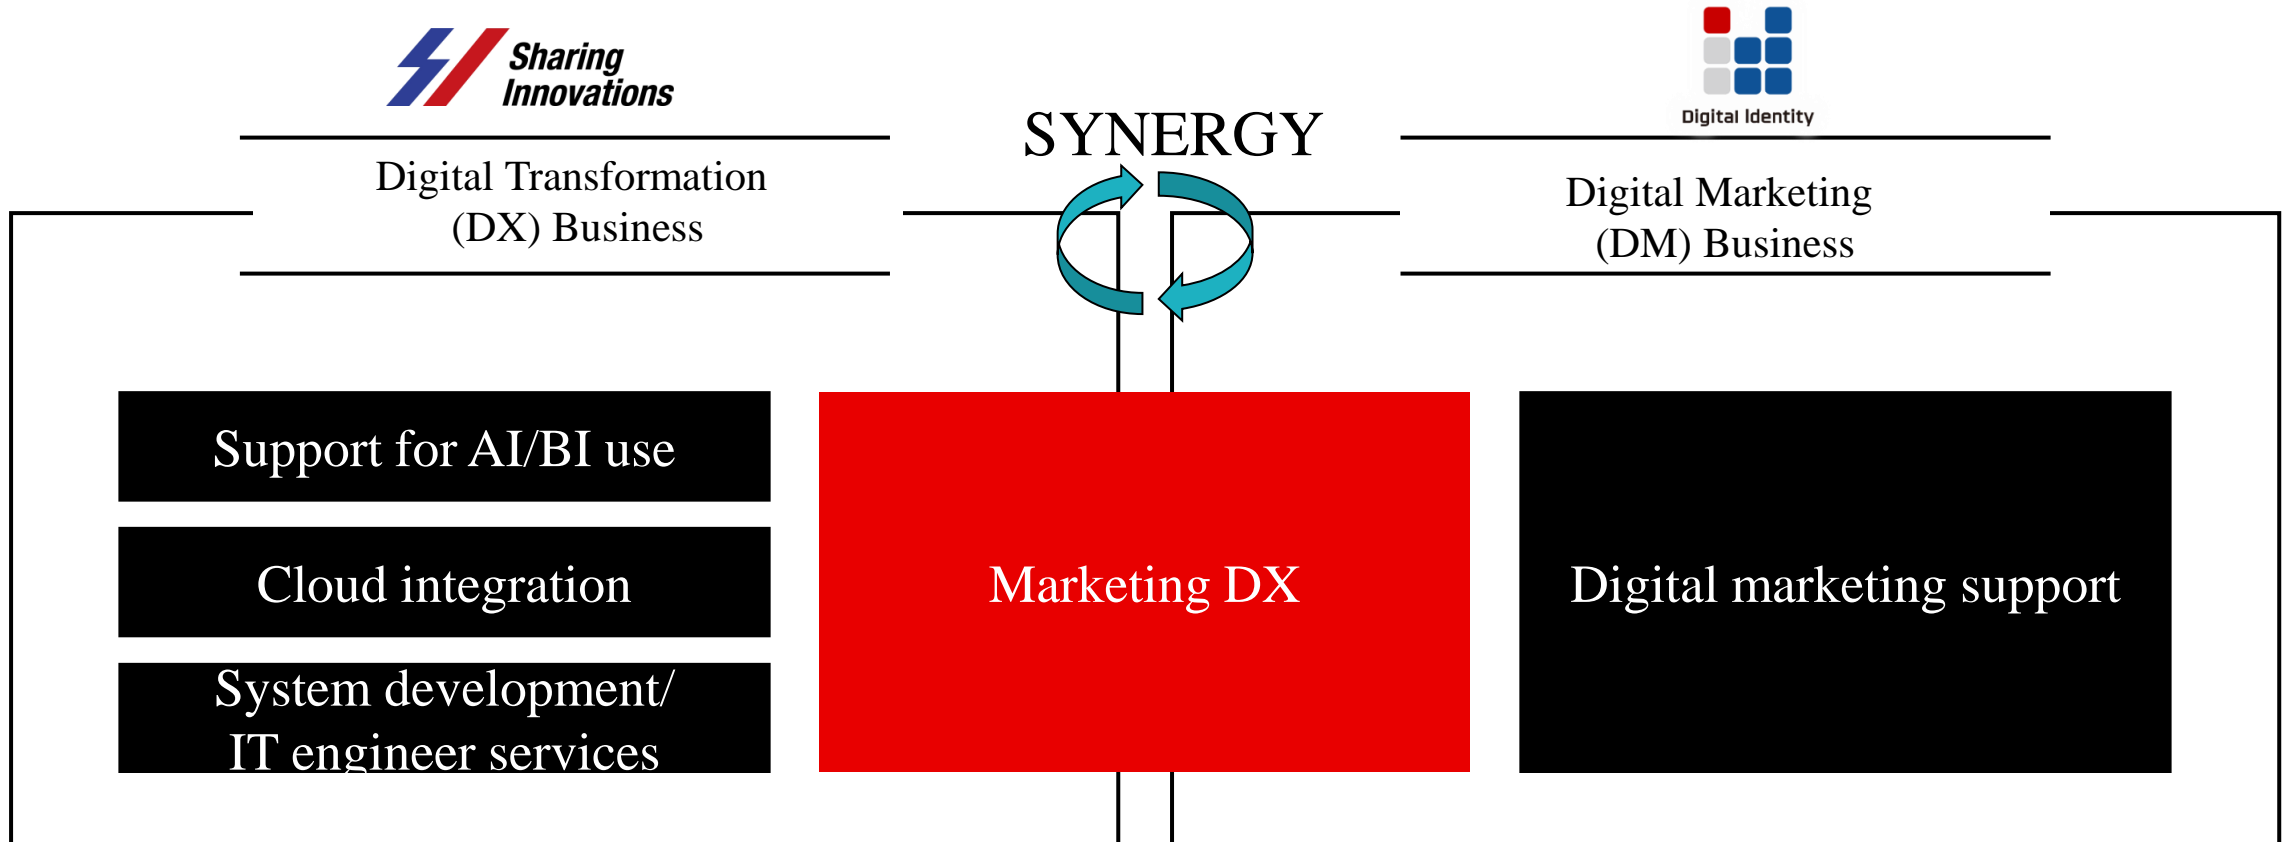 Sharing
Innovations
Digital Identity
SYNERGY
Digital Transformation
(DX) Business
Digital Marketing
(DM) Business
Support for AI/BI use
Cloud integration
System development/
IT engineer services
Marketing DX
Digital marketing support